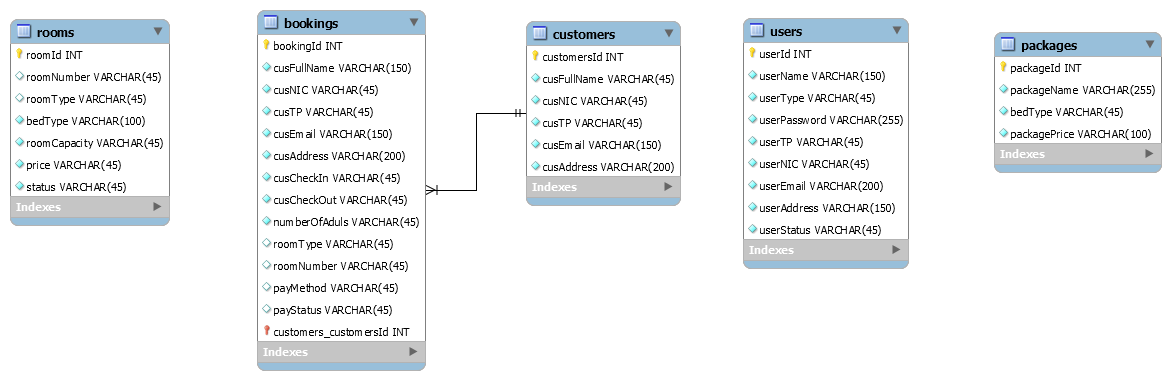 rooms
roomId INT
roomNumber VARCHAR(45)
roomType VARCHAR(45)
bedType VARCHAR(100)
roomCapacity VARCHAR(45)
price VARCHAR(45)
status VARCHAR(45)
Indexes
bookings
bookingId INT
cusFullName VARCHAR(150)
cusNIC VARCHAR(45)
cusTP VARCHAR(45)
cusEmail VARCHAR(150)
cusAddress VARCHAR(200)
cusCheckIn VARCHAR(45)
cusCheckOut VARCHAR(45)
numberOfAduls VARCHAR(45)
roomType VARCHAR(45)
roomNumber VARCHAR(45)
payMethod VARCHAR(45)
payStatus VARCHAR(45)
customers_customersId INT
Indexes
customers
customersId INT
cusFullName VARCHAR(45)
cusNIC VARCHAR(45)
cusTP VARCHAR(45)
cusEmail VARCHAR(150)
cusAddress VARCHAR(200)
Indexes
users
userId INT
userName VARCHAR(150)
userType VARCHAR(45)
userPassword VARCHAR(255)
userTP VARCHAR(45)
userNIC VARCHAR(45)
userEmail VARCHAR(200)
userAddress VARCHAR(150)
userStatus VARCHAR(45)
Indexes
packages
packageId INT
packageName VARCHAR(255)
bedType VARCHAR(45)
packagePrice VARCHAR(100)
Indexes